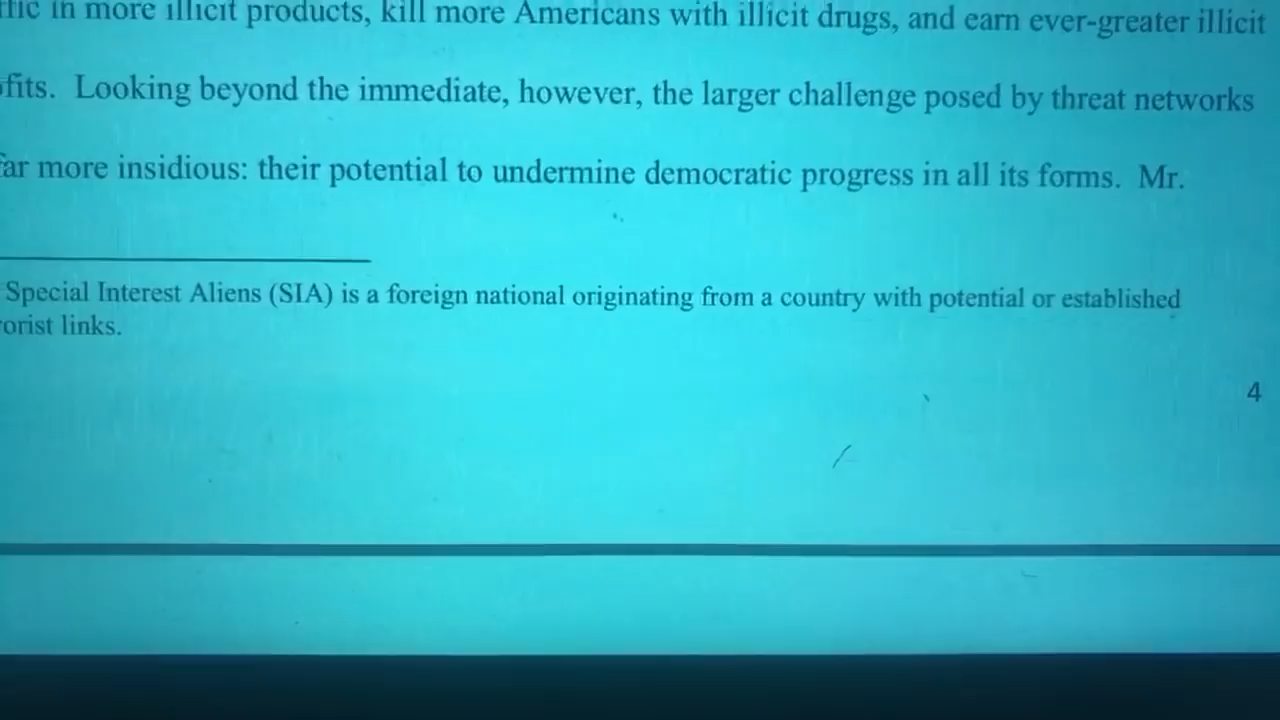 in more illicit products, kill more Americans with illicit drugs, and earn ever-greater illicit
fits. Looking beyond the immediate, however, the larger challenge posed by threat networks
far more insidious: their potential to undermine democratic progress in all its forms. Mr.
Special Interest Aliens (SIA) is a foreign national originating from a country with potential or established
orist links.
4